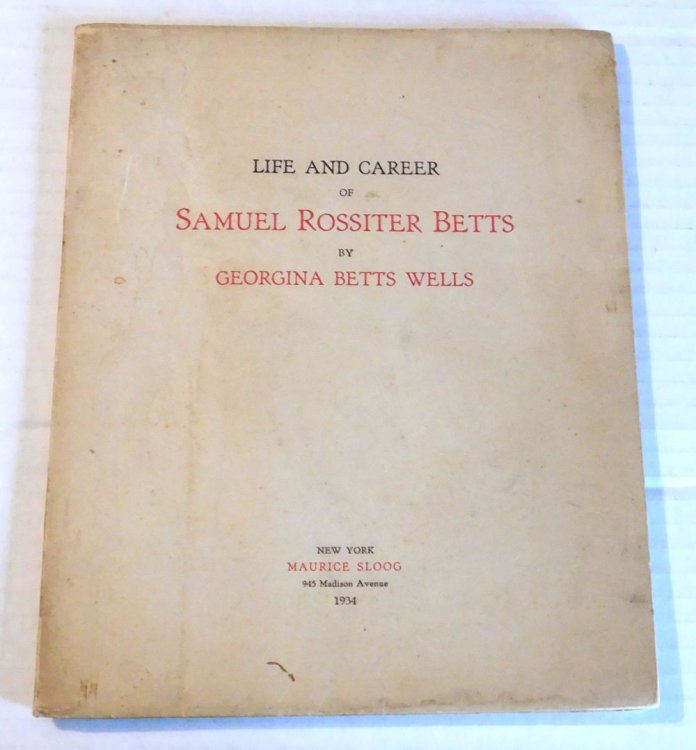 LIFE AND CAREER
OF
SAMUEL ROSSITER BETTS
BY
GEORGINA BETTS WELLS
NEW YORK
MAURICE SLOOG
945 Madison Avenue
1934